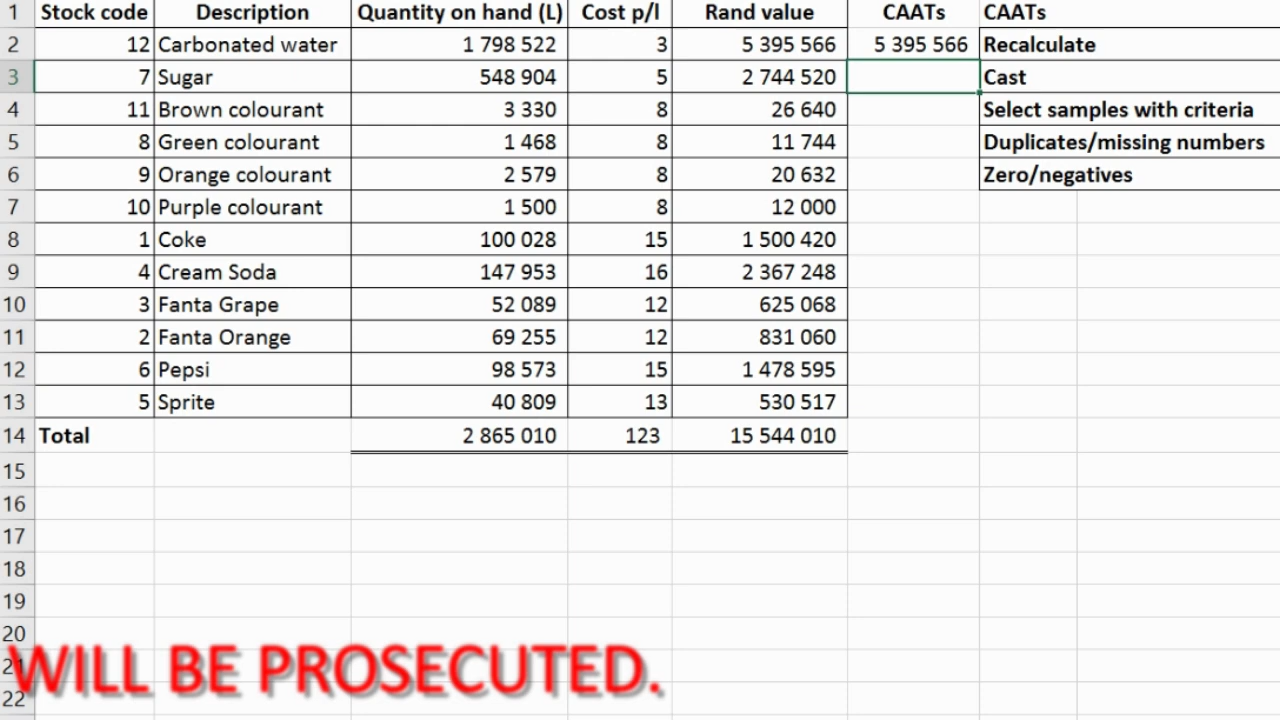 1 Stock code Description Quantity on hand (L) Cost p/l Rand value CAATs CAATs
2 12 Carbonated water 1 798 522 3 5 395 566 5 395 566 Recalculate
3 7 Sugar 548 904 5 2 744 520 Cast
4 11 Brown colourant 3 330 8 26 640 Select samples with criteria
5 8 Green colourant 1 468 8 11 744 Duplicates/missing numbers
6 9 Orange colourant 2 579 8 20 632 Zero/negatives
7 10 Purple colourant 1 500 8 12 000
8 1 Coke 100 028 15 1 500 420
9 4 Cream Soda 147 953 16 2 367 248
10 3 Fanta Grape 52 089 12 625 068
11 2 Fanta Orange 69 255 12 831 060
12 6 Pepsi 98 573 15 1 478 595
13 5 Sprite 40 809 13 530 517
14 Total 2 865 010 123 15 544 010
15
16
17
18
19
20
21 WILL BE PROSECUTED.
22